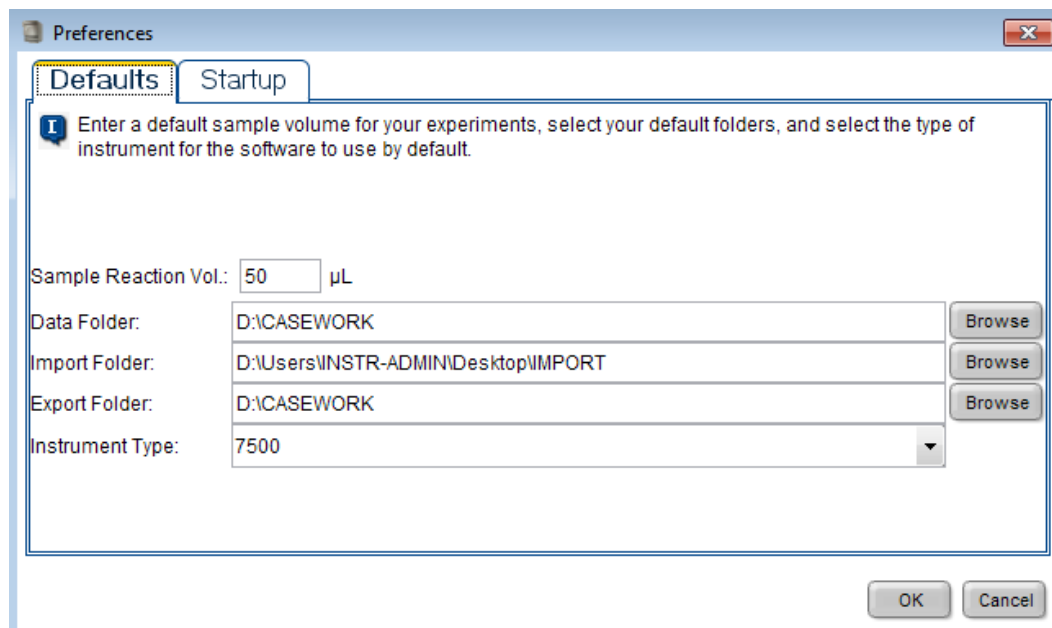 Preferences
Defaults Startup
I Enter a default sample volume for your experiments, select your default folders, and select the type of
instrument for the software to use by default.
Sample Reaction Vol.: 50 µL
Data Folder: D:\CASEWORK Browse
Import Folder: D:\Users\INSTR-ADMIN\Desktop\IMPORT Browse
Export Folder: D:\CASEWORK Browse
Instrument Type: 7500
OK Cancel